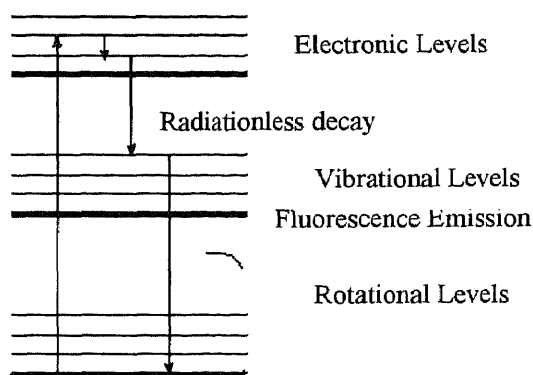 Electronic Levels
Radiationless decay
Vibrational Levels
Fluorescence Emission
Rotational Levels